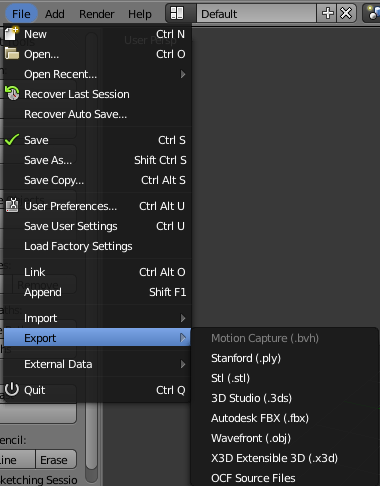 File Add Render Help Default
New Ctrl N
Open... Ctrl O
Open Recent...
Recover Last Session
Recover Auto Save...
Save Ctrl S
Save As... Shift Ctrl S
Save Copy... Ctrl Alt S
User Preferences... Ctrl Alt U
Save User Settings Ctrl U
Load Factory Settings
Link Ctrl Alt O
Append Shift F1
Import
Export
External Data
Quit Ctrl Q
Motion Capture (.bvh)
Stanford (.ply)
Stl (.stl)
3D Studio (.3ds)
Autodesk FBX (.fbx)
Wavefront (.obj)
X3D Extensible 3D (.x3d)
OCF Source Files
encil:
ine Erase
ketching Sessio